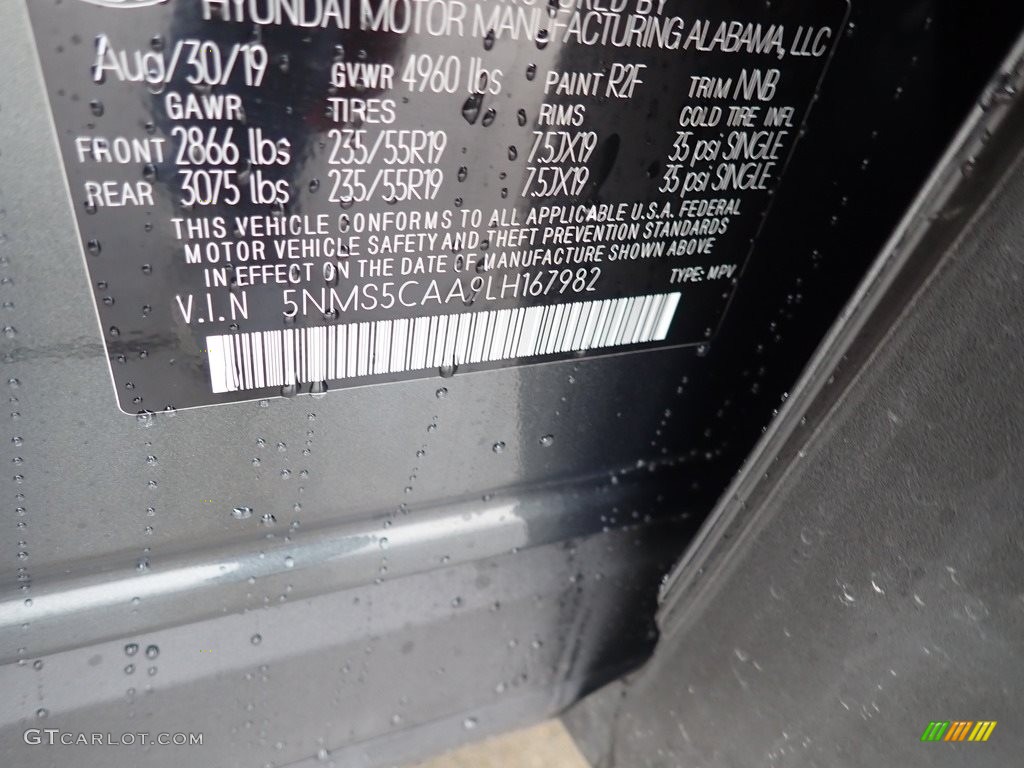 HYUNDAI MOTOR MANUFACTURING ALABAMA, LLC
Aug/30/19 GVWR 4960 lbs PAINT R2F TRIM NNB
GAWR TIRES RIMS COLD TIRE INFL
FRONT 2866 lbs 235/55R19 7.5JX19 35 psi SINGLE
REAR 3075 lbs 235/55R19 7.5JX19 35 psi SINGLE
THIS VEHICLE CONFORMS TO ALL APPLICABLE U.S.A. FEDERAL
MOTOR VEHICLE SAFETY AND THEFT PREVENTION STANDARDS
IN EFFECT ON THE DATE OF MANUFACTURE SHOWN ABOVE
V.I.N 5NMS5CAA9LH167982 TYPE: MPV
GTCARLOT.COM